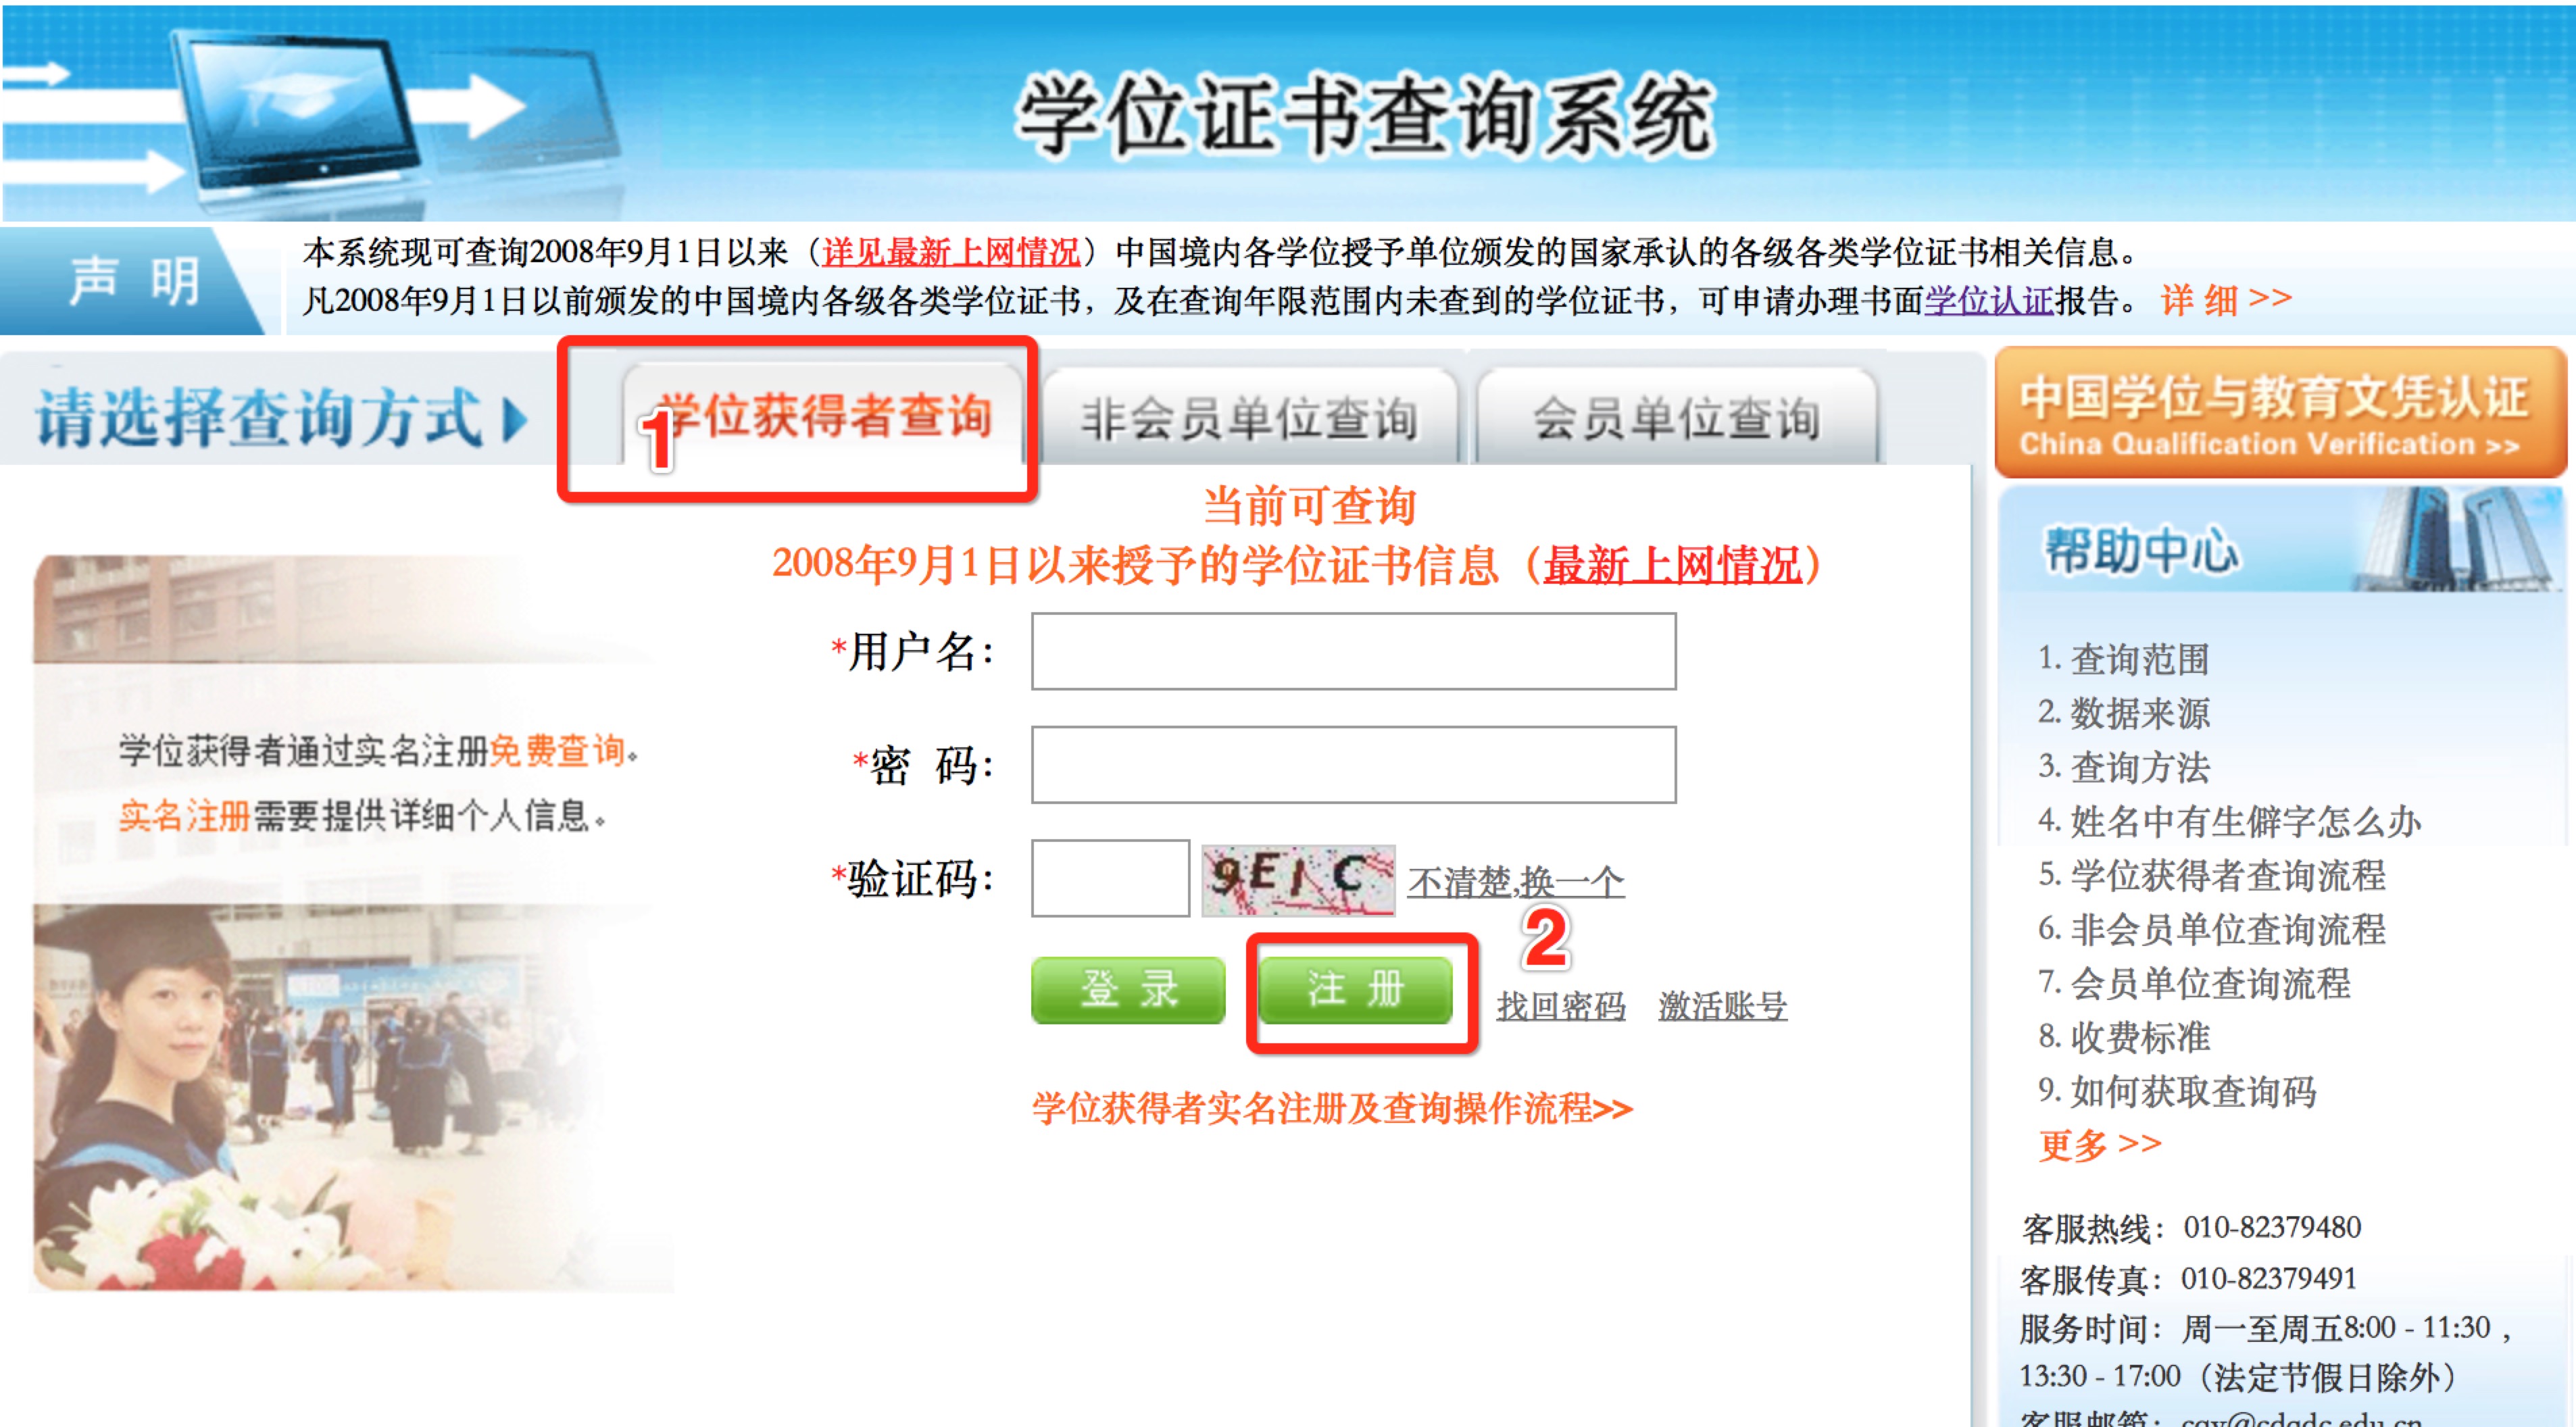 学位证书查询系统
声 明
本系统现可查询2008年9月1日以来（详见最新上网情况）中国境内各学位授予单位颁发的国家承认的各级各类学位证书相关信息。
凡2008年9月1日以前颁发的中国境内各级各类学位证书，及在查询年限范围内未查到的学位证书，可申请办理书面学位认证报告。 详 细 >>
请选择查询方式
1
学位获得者查询
非会员单位查询
会员单位查询
当前可查询
2008年9月1日以来授予的学位证书信息（最新上网情况）
学位获得者通过实名注册免费查询。
实名注册需要提供详细个人信息。
*用户名：
*密 码：
*验证码：
9EIC
不清楚,换一个
2
登 录
注 册
找回密码 激活账号
学位获得者实名注册及查询操作流程>>
中国学位与教育文凭认证
China Qualification Verification >>
帮助中心
1. 查询范围
2. 数据来源
3. 查询方法
4. 姓名中有生僻字怎么办
5. 学位获得者查询流程
6. 非会员单位查询流程
7. 会员单位查询流程
8. 收费标准
9. 如何获取查询码
更多 >>
客服热线：010-82379480
客服传真：010-82379491
服务时间：周一至周五8:00 - 11:30，
13:30 - 17:00（法定节假日除外）
客服邮箱：cqv@cdgdc.edu.cn